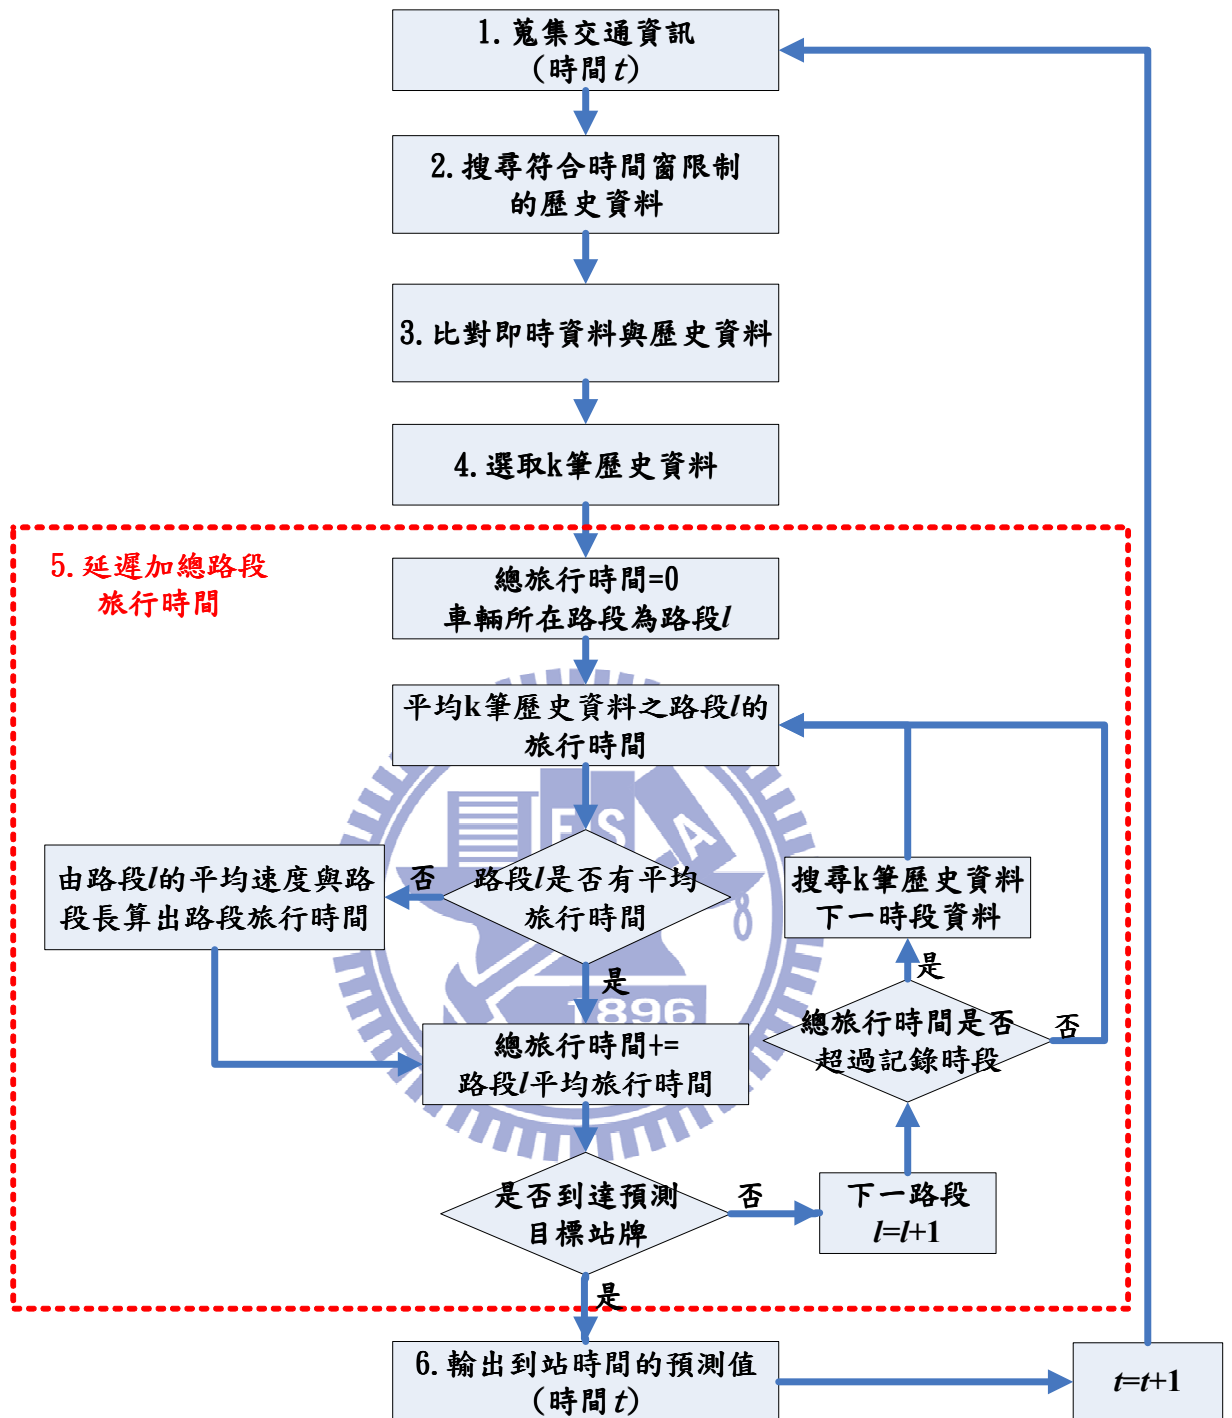 1.蒐集交通資訊
(時間t)
2.搜尋符合時間窗限制
的歷史資料
3.比對即時資料與歷史資料
4.選取k筆歷史資料
5.延遲加總路段
旅行時間
總旅行時間=0
車輛所在路段為路段l
平均k筆歷史資料之路段l的
旅行時間
ES
A
由路段l的平均速度與路
段長算出路段旅行時間
否
路段l是否有平均
旅行時間
搜尋k筆歷史資料
下一時段資料
是
是
1896
總旅行時間+=
路段l平均旅行時間
總旅行時間是否
超過記錄時段
否
是否到達預測
目標站牌
否
下一路段
l=l+1
是
6.輸出到站時間的預測值
(時間t)
t=t+1